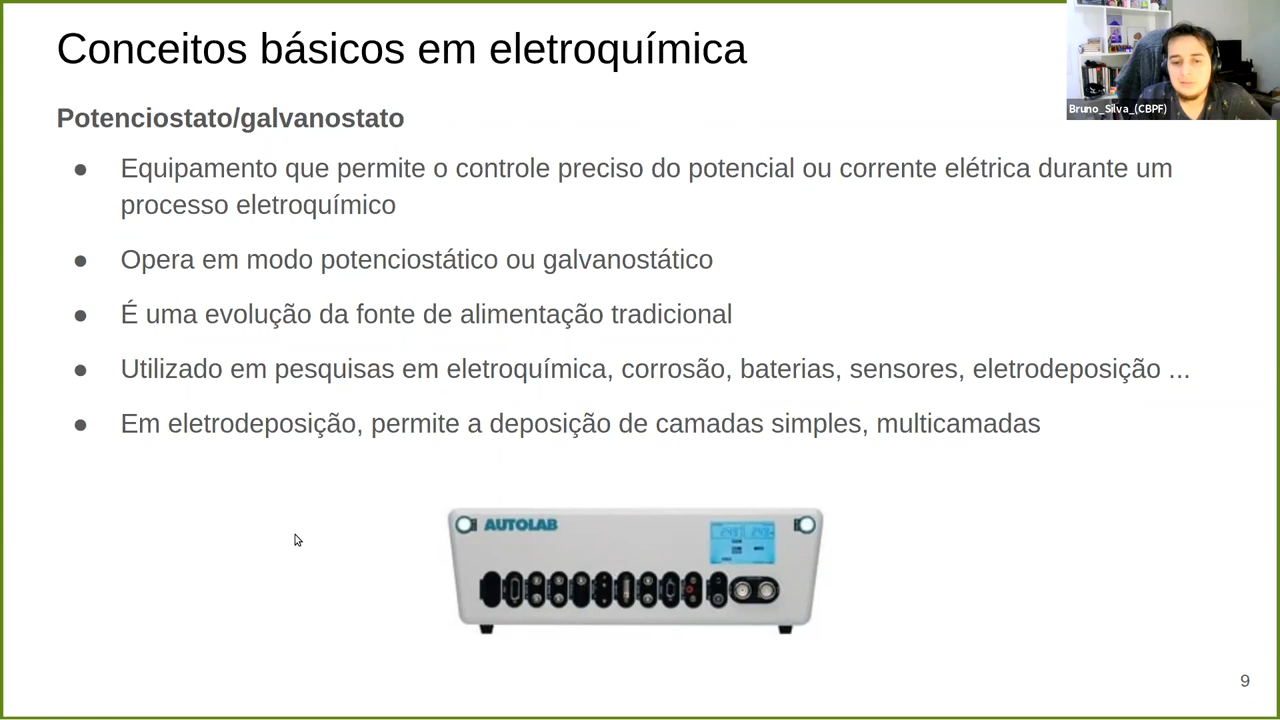 Conceitos básicos em eletroquímica
Bruno_Silva_(CBPF)
Potenciostato/galvanostato
● Equipamento que permite o controle preciso do potencial ou corrente elétrica durante um
processo eletroquímico
● Opera em modo potenciostático ou galvanostático
● É uma evolução da fonte de alimentação tradicional
● Utilizado em pesquisas em eletroquímica, corrosão, baterias, sensores, eletrodeposição ...
● Em eletrodeposição, permite a deposição de camadas simples, multicamadas
AUTOLAB
9